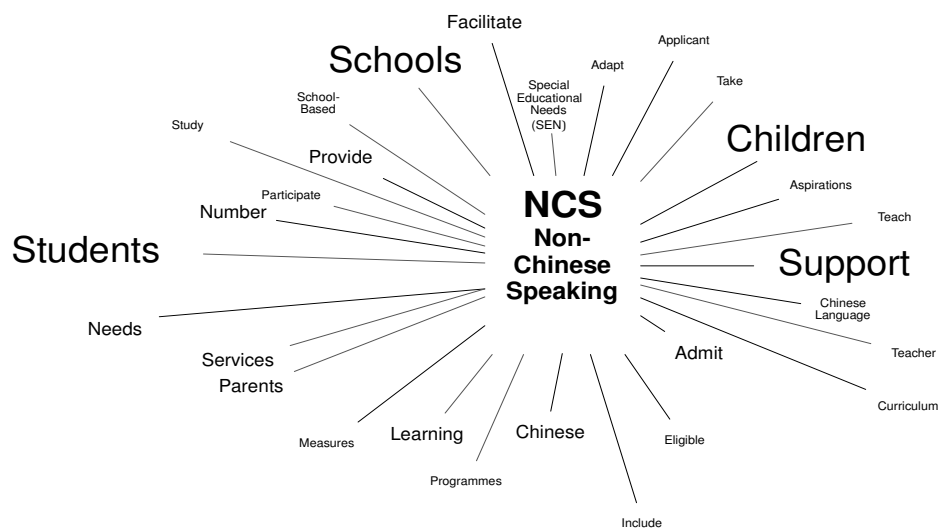 Facilitate
Applicant
Schools
Adapt
Take
Special
Educational
Needs
(SEN)
School-
Based
Study
Children
Provide
Aspirations
Participate
NCS
Number
Teach
Non-
Chinese
Speaking
Students
Support
Chinese
Language
Needs
Services
Admit
Teacher
Parents
Curriculum
Measures
Learning
Chinese
Eligible
Programmes
Include